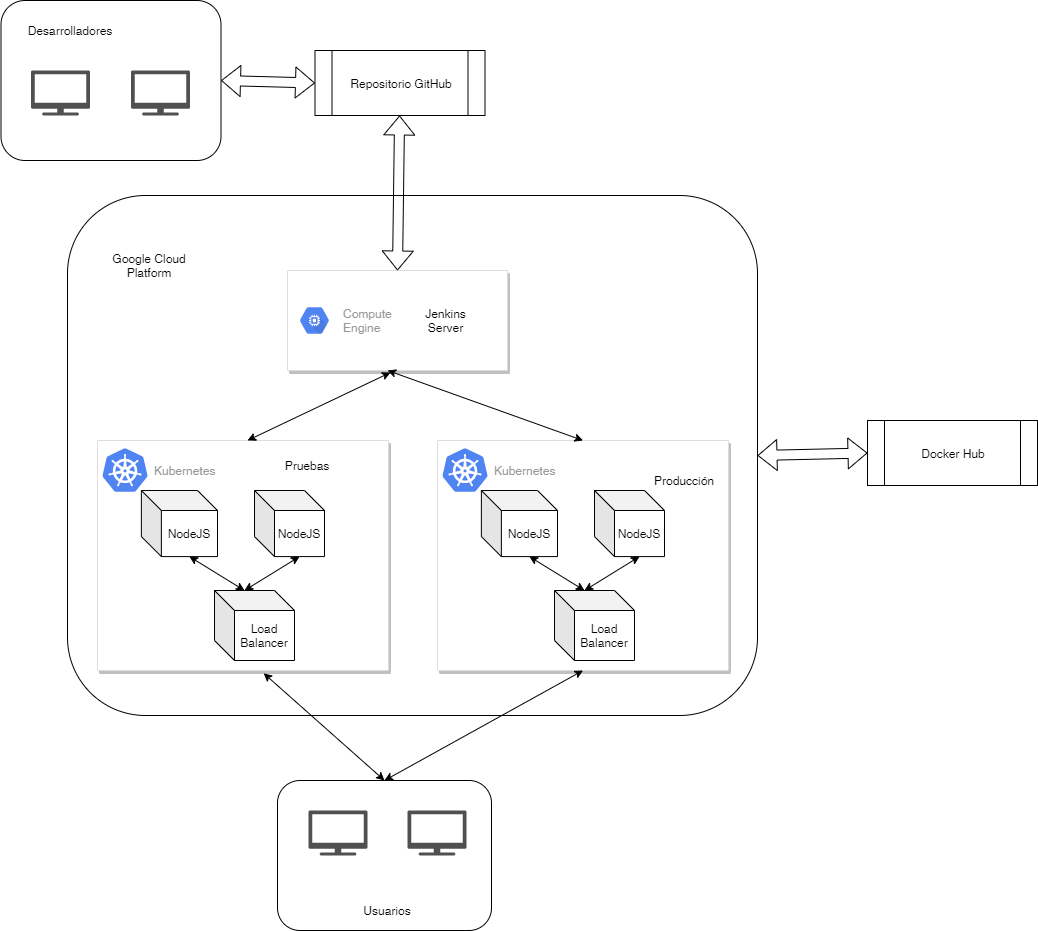 Desarrolladores
Repositorio GitHub
Google Cloud
Platform
Compute
Engine
Jenkins
Server
Kubernetes
Pruebas
NodeJS
NodeJS
Load
Balancer
Kubernetes
Producción
NodeJS
NodeJS
Load
Balancer
Docker Hub
Usuarios